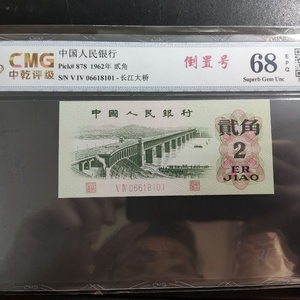 CMG
中乾评级
中国人民银行
Pick# 878 1962年 贰角
S/N V IV 06618101 - 长江大桥
倒置号
68
EPQ
Superb Gem Unc
中国人民银行
贰角
2
ER
JIAO
V IV 06618101